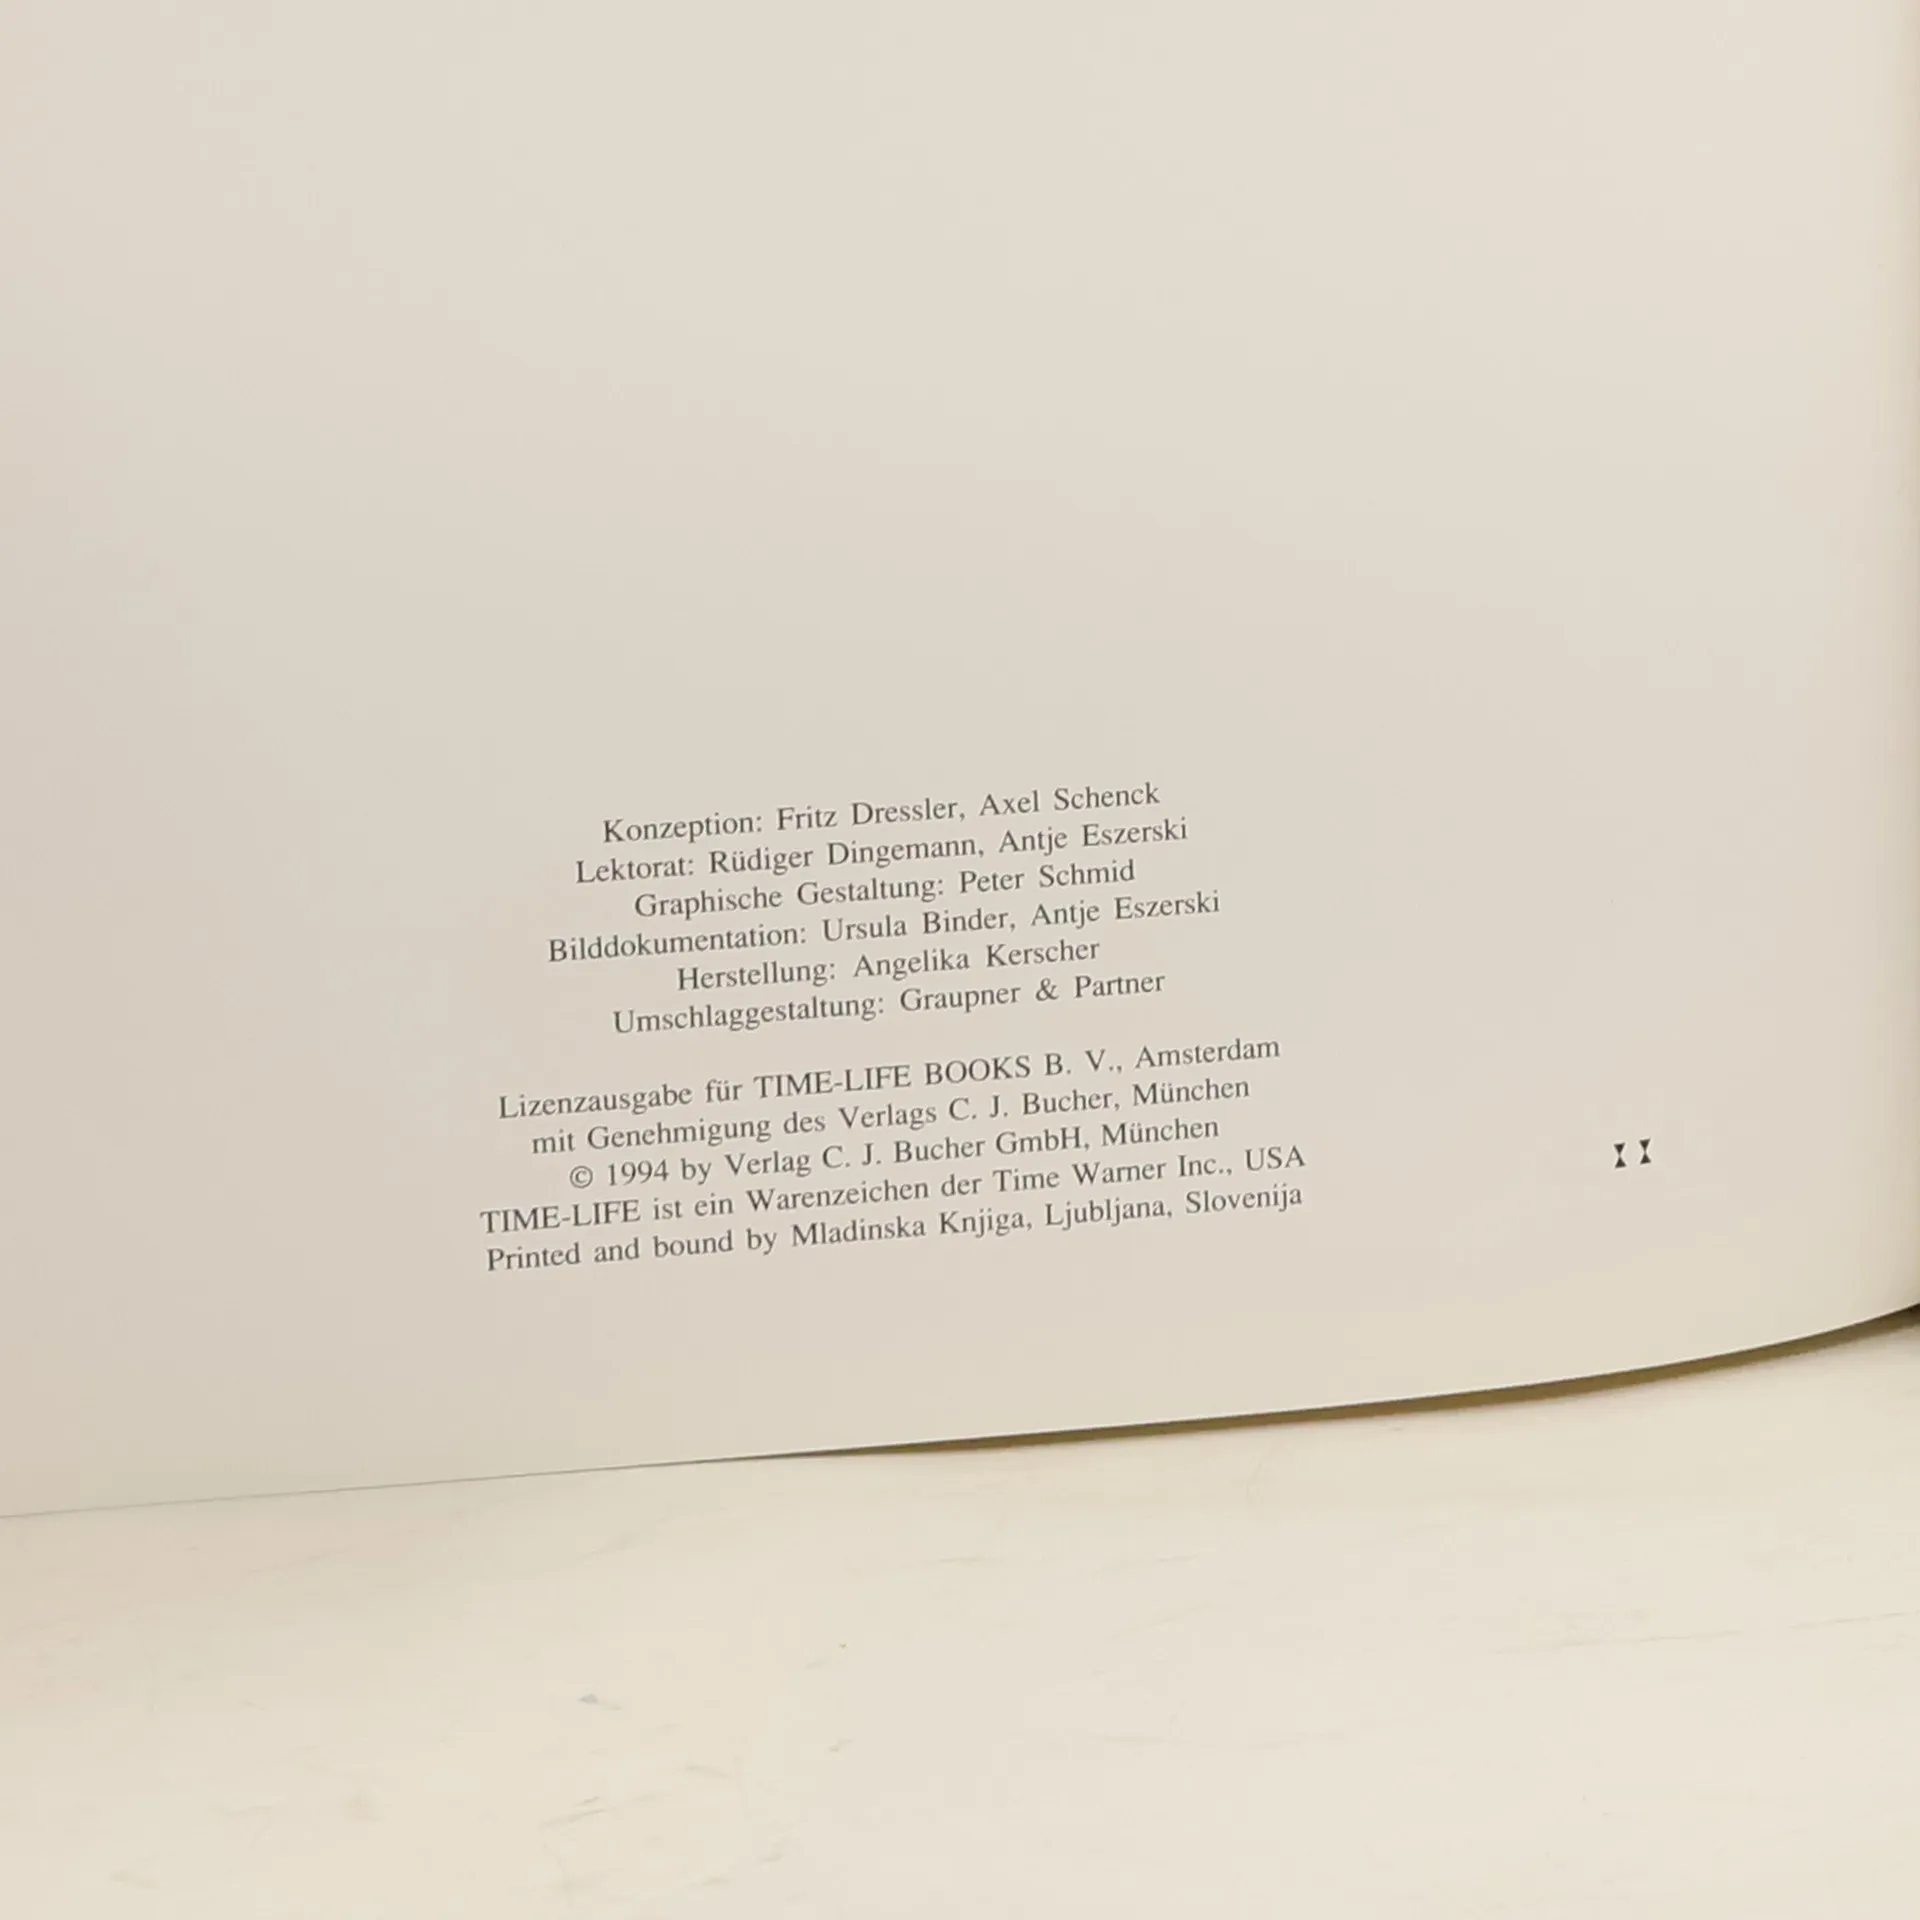 Konzeption: Fritz Dressler, Axel Schenck
Lektorat: Rüdiger Dingemann, Antje Eszerski
Graphische Gestaltung: Peter Schmid
Bilddokumentation: Ursula Binder, Antje Eszerski
Herstellung: Angelika Kerscher
Umschlaggestaltung: Graupner & Partner
Lizenzausgabe für TIME-LIFE BOOKS B. V., Amsterdam
mit Genehmigung des Verlags C. J. Bucher, München
© 1994 by Verlag C. J. Bucher GmbH, München
TIME-LIFE ist ein Warenzeichen der Time Warner Inc., USA
Printed and bound by Mladinska Knjiga, Ljubljana, Slovenija